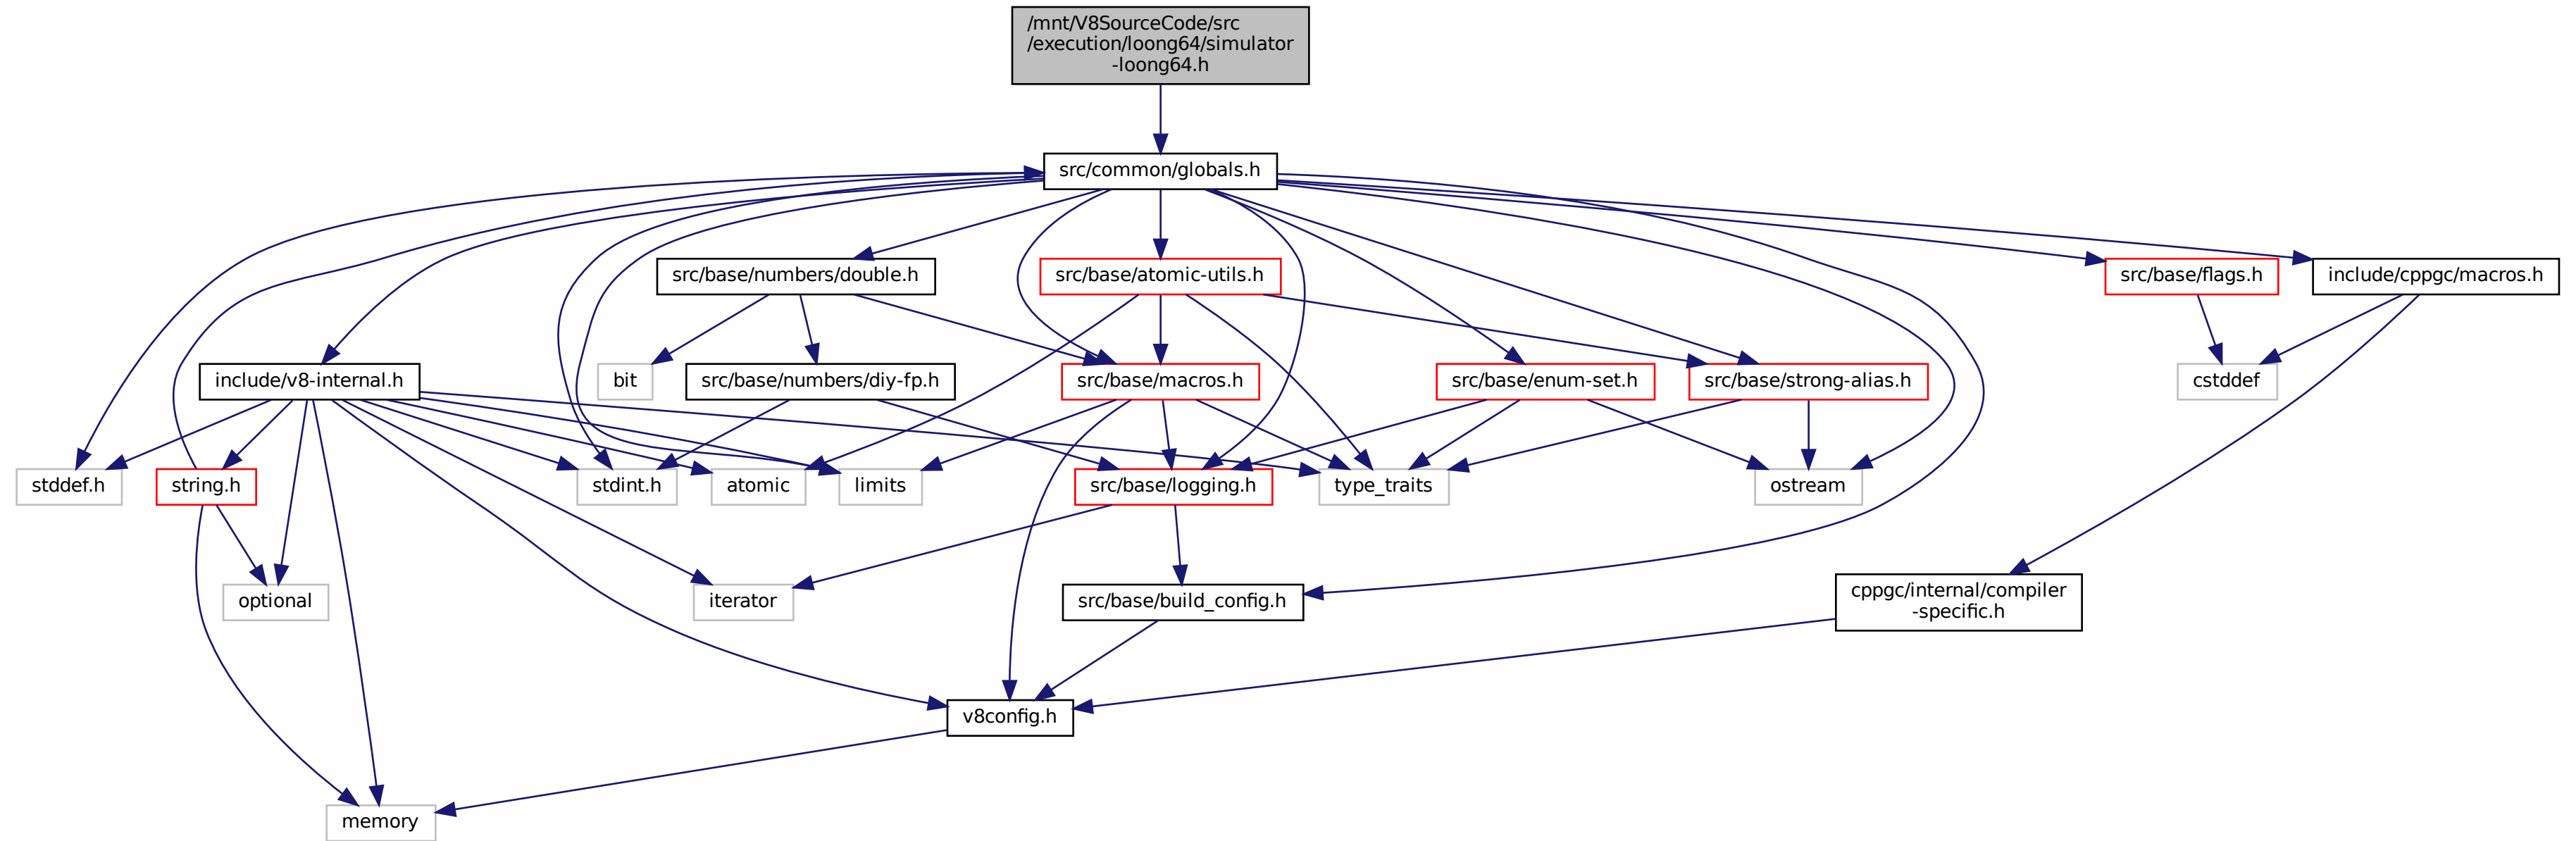 /mnt/V8SourceCode/src
/execution/loong64/simulator
-loong64.h
src/common/globals.h
src/base/numbers/double.h
src/base/atomic-utils.h
src/base/flags.h
include/cppgc/macros.h
include/v8-internal.h
bit
src/base/numbers/diy-fp.h
src/base/macros.h
src/base/enum-set.h
src/base/strong-alias.h
cstddef
stddef.h
string.h
stdint.h
atomic
limits
src/base/logging.h
type_traits
ostream
optional
iterator
src/base/build_config.h
cppgc/internal/compiler
-specific.h
v8config.h
memory